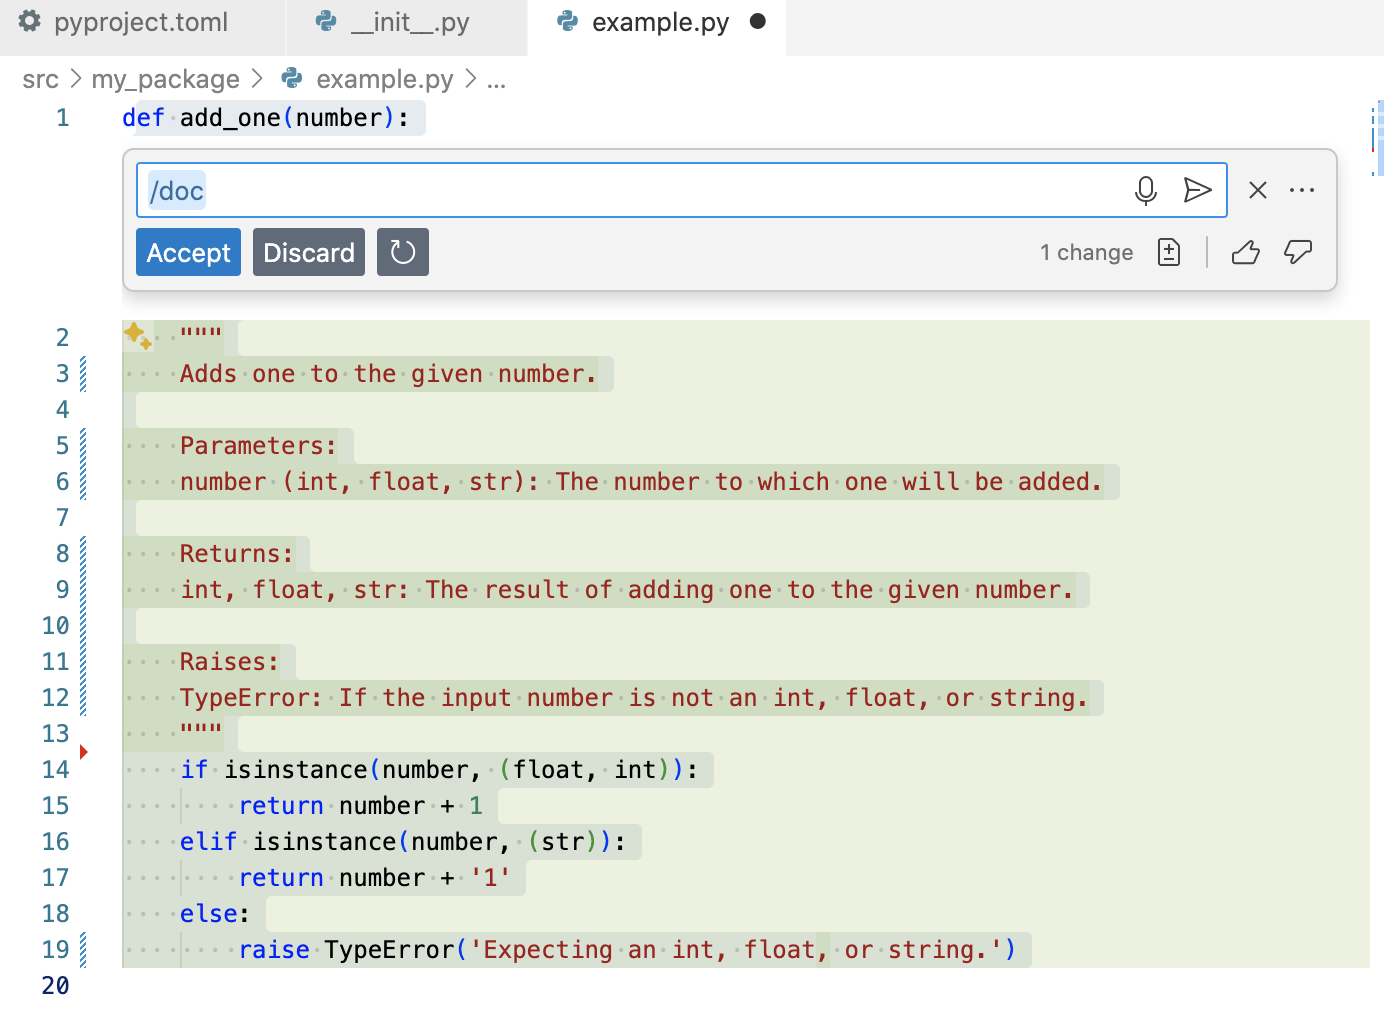 pyproject.toml __init__.py example.py
src > my_package > example.py > ...
1 def add_one(number):
/doc
Accept Discard 1 change
2 """
3 Adds one to the given number.
4
5 Parameters:
6 number (int, float, str): The number to which one will be added.
7
8 Returns:
9 int, float, str: The result of adding one to the given number.
10
11 Raises:
12 TypeError: If the input number is not an int, float, or string.
13 """
14 if isinstance(number, (float, int)):
15 return number + 1
16 elif isinstance(number, (str)):
17 return number + '1'
18 else:
19 raise TypeError('Expecting an int, float, or string.')
20